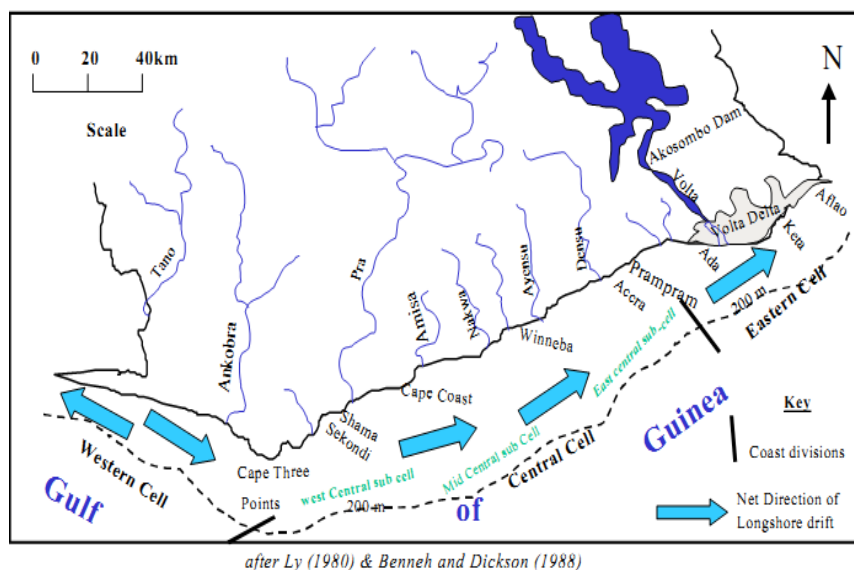 0 20 40km
Scale
N
Akosombo Dam
Volta
Volta Delta
Aflao
Keta
Ada
Tano
Ankobra
Pra
Amisa
Nakwa
Ayensu
Densu
Prampram
Accra
Winneba
Cape Coast
Shama
Sekondi
Cape Three
Points
200 m
Eastern Cell
East central sub-cell
Mid Central sub Cell
Central Cell
west Central sub cell
200 m
Western Cell
Gulf
of
Guinea
Key
Coast divisions
Net Direction of
Longshore drift
after Ly (1980) & Benneh and Dickson (1988)